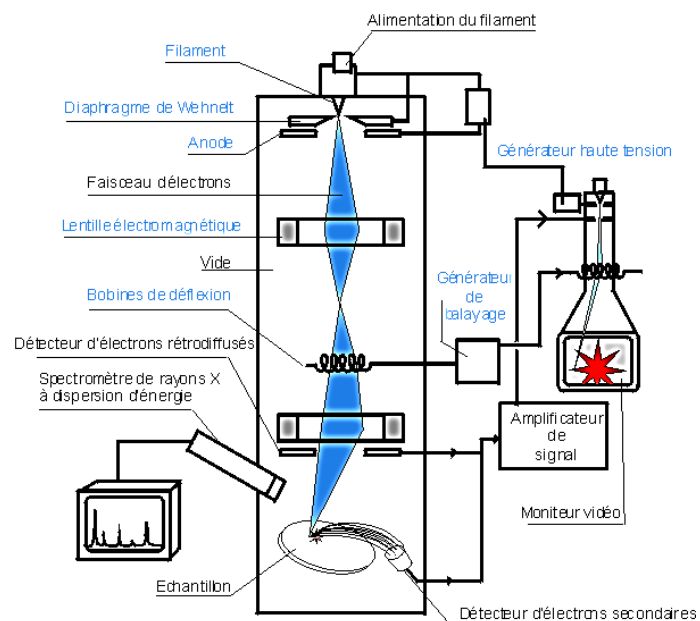 Alimentation du filament
Filament
Diaphragme de Wehnelt
Anode
Générateur haute tension
Faisceau délectrons
Lentille électromagnétique
Vide
Générateur
de
balayage
Bobines de déflexion
Détecteur d'électrons rétrodiffusés
Spectromètre de rayons X
à dispersion d'énergie
Amplificateur
de
signal
Moniteur vidéo
Echantillon
Détecteur d'électrons secondaires